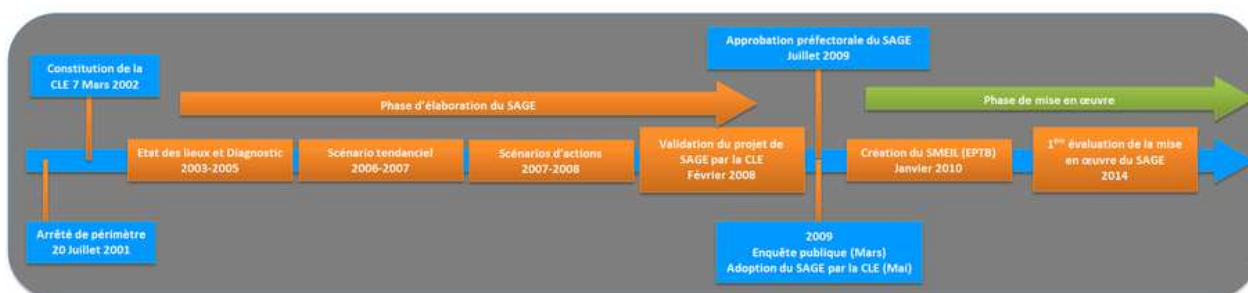 Approbation préfectorale du SAGE
Juillet 2009
Constitution de la
CLE 7 Mars 2002
Phase d'élaboration du SAGE
Phase de mise en œuvre
Etat des lieux et Diagnostic
2003-2005
Scénario tendanciel
2006-2007
Scénarios d'actions
2007-2008
Validation du projet de
SAGE par la CLE
Février 2008
Création du SMEIL (EPTB)
Janvier 2010
1ère évaluation de la mise
en œuvre du SAGE
2014
Arrêté de périmètre
20 Juillet 2001
2009
Enquête publique (Mars)
Adoption du SAGE par la CLE (Mai)